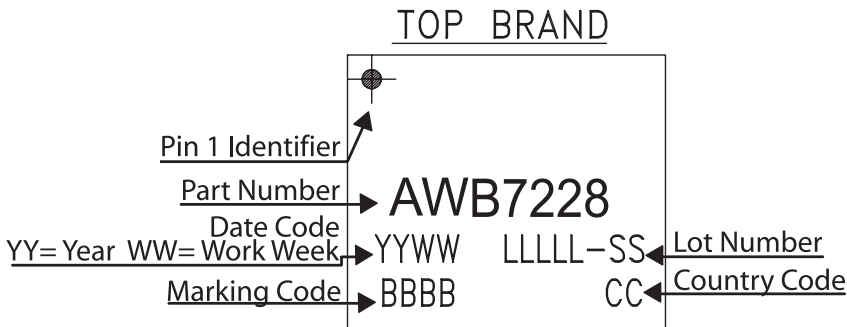 TOP BRAND
Pin 1 Identifier
Part Number AWB7228
Date Code
YY= Year WW= Work Week YYWW LLLLL-SS Lot Number
Marking Code BBBB CC Country Code